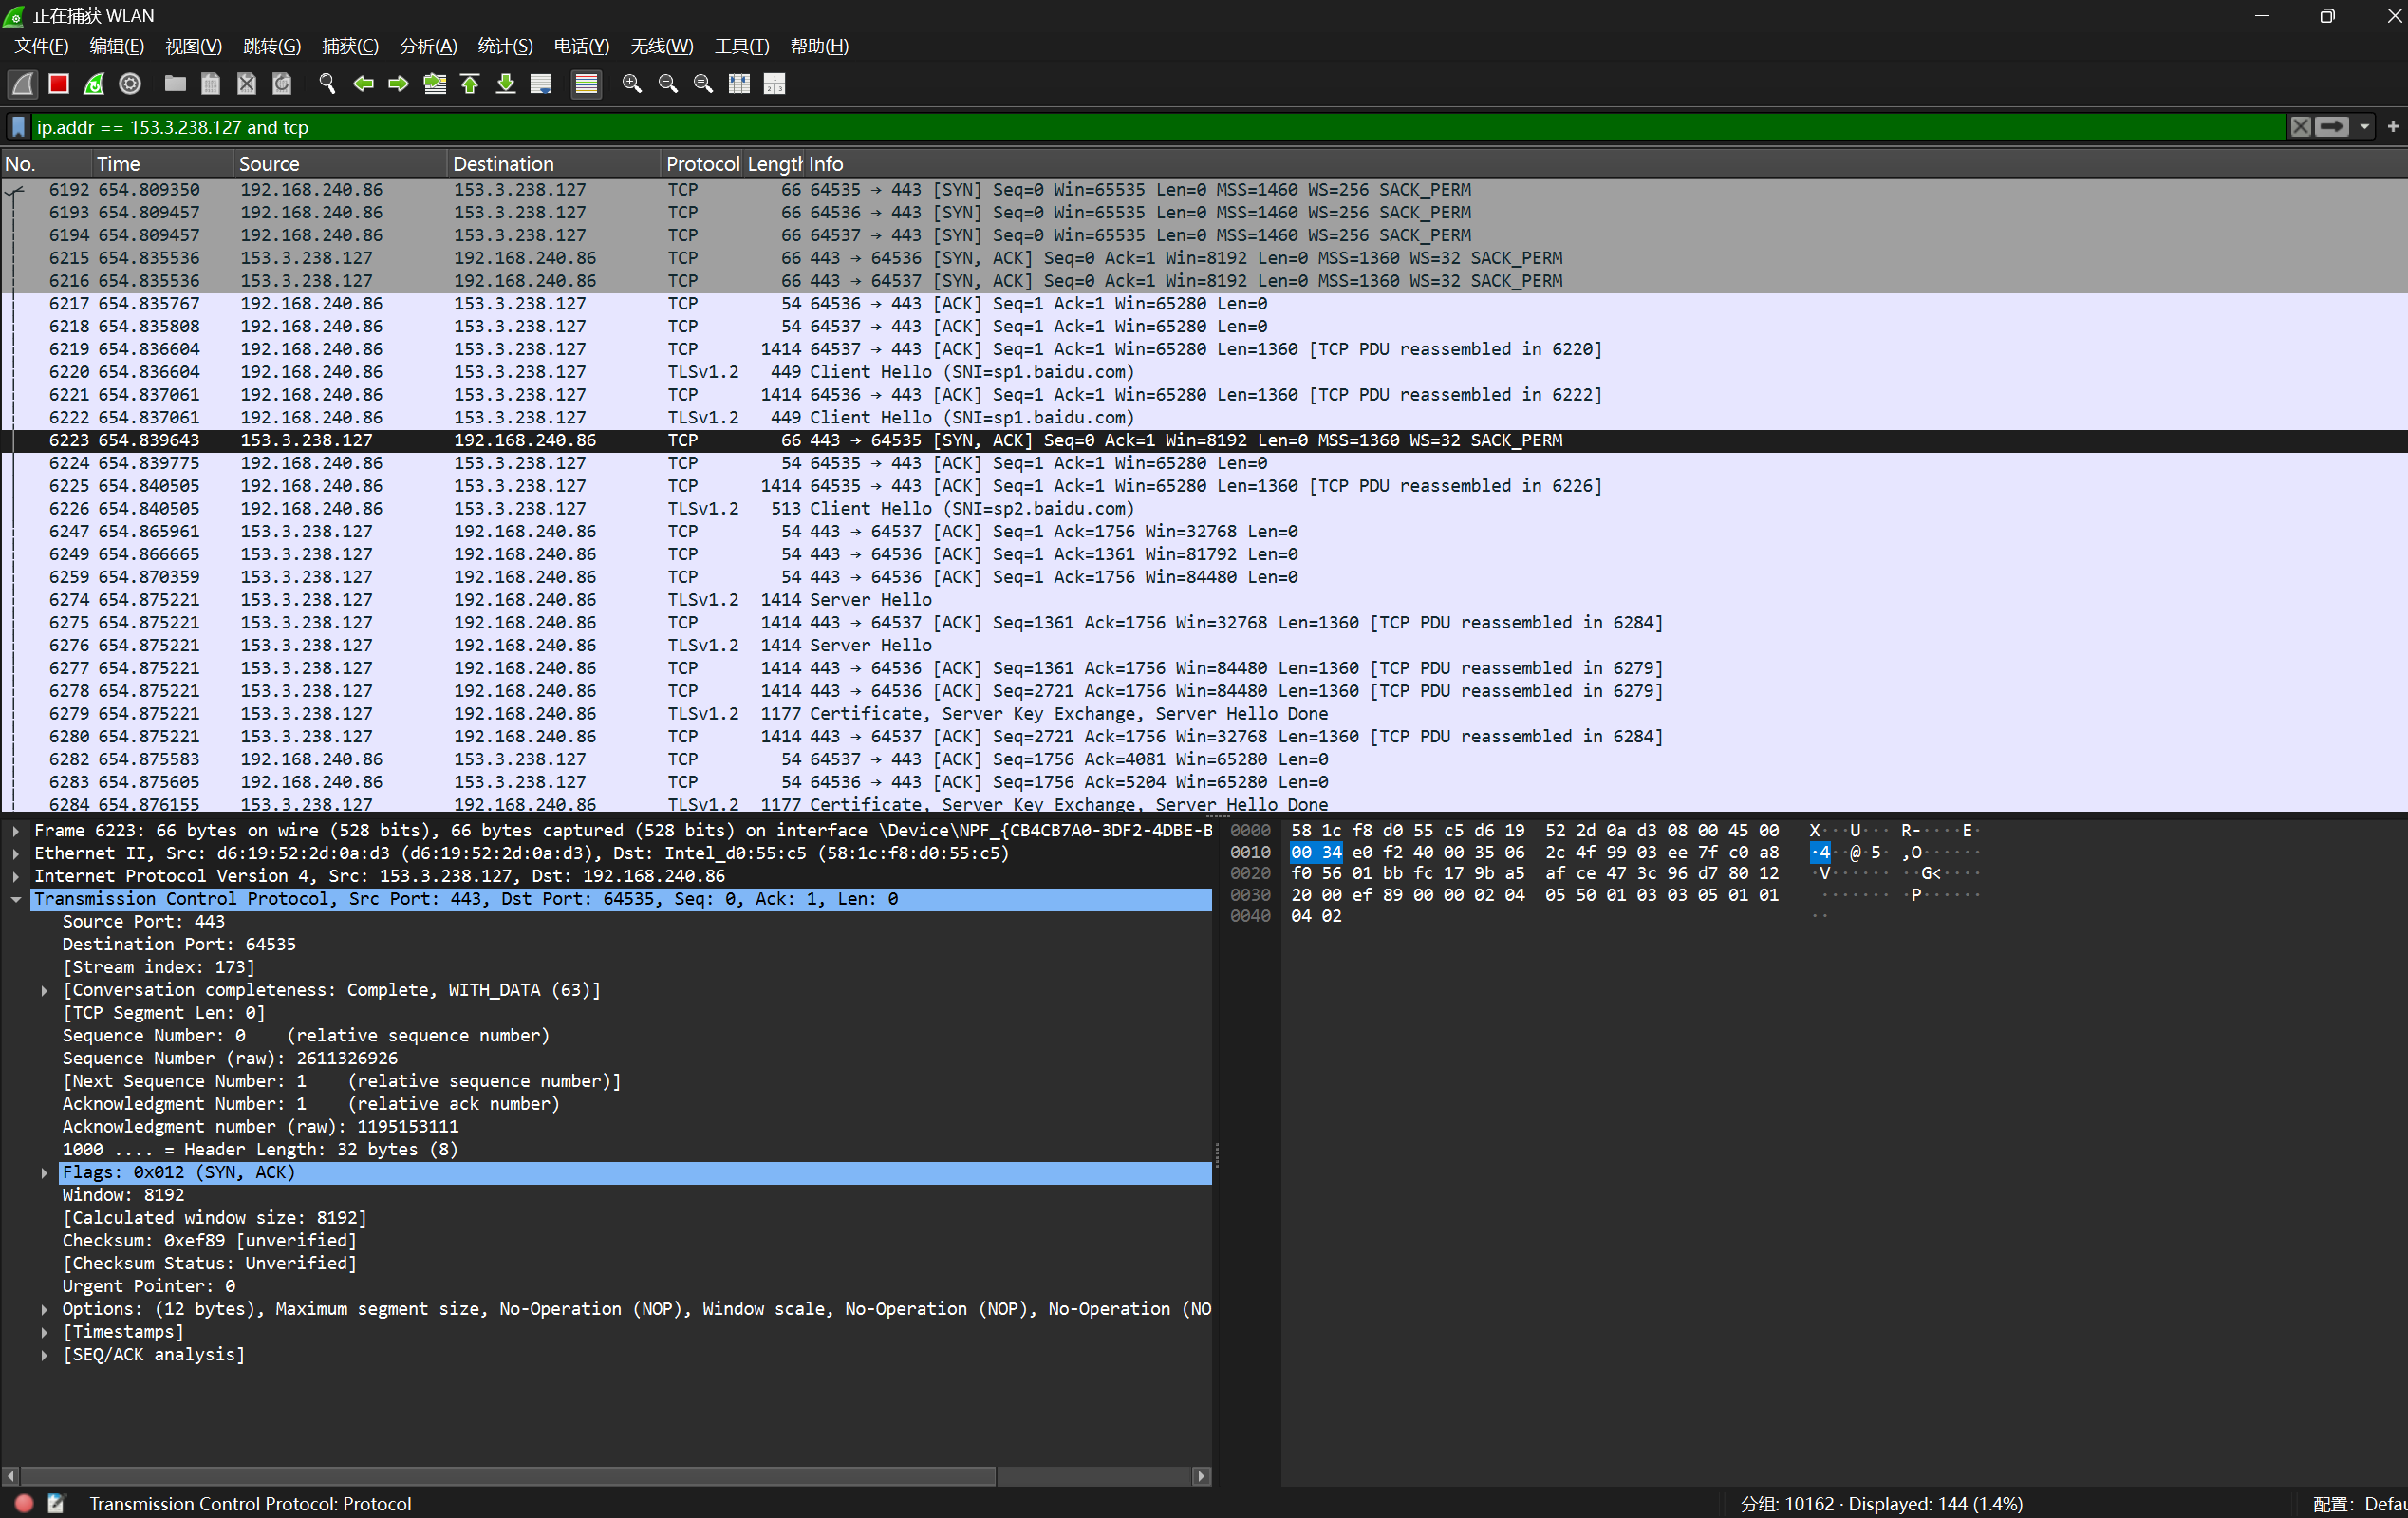 正在捕获 WLAN
文件(F) 编辑(E) 视图(V) 跳转(G) 捕获(C) 分析(A) 统计(S) 电话(Y) 无线(W) 工具(T) 帮助(H)
ip.addr == 153.3.238.127 and tcp
No. Time Source Destination Protocol Length Info
6192 654.809350 192.168.240.86 153.3.238.127 TCP 66 64535 → 443 [SYN] Seq=0 Win=65535 Len=0 MSS=1460 WS=256 SACK_PERM
6193 654.809457 192.168.240.86 153.3.238.127 TCP 66 64536 → 443 [SYN] Seq=0 Win=65535 Len=0 MSS=1460 WS=256 SACK_PERM
6194 654.809457 192.168.240.86 153.3.238.127 TCP 66 64537 → 443 [SYN] Seq=0 Win=65535 Len=0 MSS=1460 WS=256 SACK_PERM
6215 654.835536 153.3.238.127 192.168.240.86 TCP 66 443 → 64536 [SYN, ACK] Seq=0 Ack=1 Win=8192 Len=0 MSS=1360 WS=32 SACK_PERM
6216 654.835536 153.3.238.127 192.168.240.86 TCP 66 443 → 64537 [SYN, ACK] Seq=0 Ack=1 Win=8192 Len=0 MSS=1360 WS=32 SACK_PERM
6217 654.835767 192.168.240.86 153.3.238.127 TCP 54 64536 → 443 [ACK] Seq=1 Ack=1 Win=65280 Len=0
6218 654.835808 192.168.240.86 153.3.238.127 TCP 54 64537 → 443 [ACK] Seq=1 Ack=1 Win=65280 Len=0
6219 654.836604 192.168.240.86 153.3.238.127 TCP 1414 64537 → 443 [ACK] Seq=1 Ack=1 Win=65280 Len=1360 [TCP PDU reassembled in 6220]
6220 654.836604 192.168.240.86 153.3.238.127 TLSv1.2 449 Client Hello (SNI=sp1.baidu.com)
6221 654.837061 192.168.240.86 153.3.238.127 TCP 1414 64536 → 443 [ACK] Seq=1 Ack=1 Win=65280 Len=1360 [TCP PDU reassembled in 6222]
6222 654.837061 192.168.240.86 153.3.238.127 TLSv1.2 449 Client Hello (SNI=sp1.baidu.com)
6223 654.839643 153.3.238.127 192.168.240.86 TCP 66 443 → 64535 [SYN, ACK] Seq=0 Ack=1 Win=8192 Len=0 MSS=1360 WS=32 SACK_PERM
6224 654.839775 192.168.240.86 153.3.238.127 TCP 54 64535 → 443 [ACK] Seq=1 Ack=1 Win=65280 Len=0
6225 654.840505 192.168.240.86 153.3.238.127 TCP 1414 64535 → 443 [ACK] Seq=1 Ack=1 Win=65280 Len=1360 [TCP PDU reassembled in 6226]
6226 654.840505 192.168.240.86 153.3.238.127 TLSv1.2 513 Client Hello (SNI=sp2.baidu.com)
6247 654.865961 153.3.238.127 192.168.240.86 TCP 54 443 → 64537 [ACK] Seq=1 Ack=1756 Win=32768 Len=0
6249 654.866665 153.3.238.127 192.168.240.86 TCP 54 443 → 64536 [ACK] Seq=1 Ack=1361 Win=81792 Len=0
6259 654.870359 153.3.238.127 192.168.240.86 TCP 54 443 → 64536 [ACK] Seq=1 Ack=1756 Win=84480 Len=0
6274 654.875221 153.3.238.127 192.168.240.86 TLSv1.2 1414 Server Hello
6275 654.875221 153.3.238.127 192.168.240.86 TCP 1414 443 → 64537 [ACK] Seq=1361 Ack=1756 Win=32768 Len=1360 [TCP PDU reassembled in 6284]
6276 654.875221 153.3.238.127 192.168.240.86 TLSv1.2 1414 Server Hello
6277 654.875221 153.3.238.127 192.168.240.86 TCP 1414 443 → 64536 [ACK] Seq=1361 Ack=1756 Win=84480 Len=1360 [TCP PDU reassembled in 6279]
6278 654.875221 153.3.238.127 192.168.240.86 TCP 1414 443 → 64536 [ACK] Seq=2721 Ack=1756 Win=84480 Len=1360 [TCP PDU reassembled in 6279]
6279 654.875221 153.3.238.127 192.168.240.86 TLSv1.2 1177 Certificate, Server Key Exchange, Server Hello Done
6280 654.875221 153.3.238.127 192.168.240.86 TCP 1414 443 → 64537 [ACK] Seq=2721 Ack=1756 Win=32768 Len=1360 [TCP PDU reassembled in 6284]
6282 654.875583 192.168.240.86 153.3.238.127 TCP 54 64537 → 443 [ACK] Seq=1756 Ack=4081 Win=65280 Len=0
6283 654.875605 192.168.240.86 153.3.238.127 TCP 54 64536 → 443 [ACK] Seq=1756 Ack=5204 Win=65280 Len=0
6284 654.876155 153.3.238.127 192.168.240.86 TLSv1.2 1177 Certificate, Server Key Exchange, Server Hello Done
Frame 6223: 66 bytes on wire (528 bits), 66 bytes captured (528 bits) on interface \Device\NPF_{CB4CB7A0-3DF2-4DBE-B
Ethernet II, Src: d6:19:52:2d:0a:d3 (d6:19:52:2d:0a:d3), Dst: Intel_d0:55:c5 (58:1c:f8:d0:55:c5)
Internet Protocol Version 4, Src: 153.3.238.127, Dst: 192.168.240.86
Transmission Control Protocol, Src Port: 443, Dst Port: 64535, Seq: 0, Ack: 1, Len: 0
Source Port: 443
Destination Port: 64535
[Stream index: 173]
[Conversation completeness: Complete, WITH_DATA (63)]
[TCP Segment Len: 0]
Sequence Number: 0 (relative sequence number)
Sequence Number (raw): 2611326926
[Next Sequence Number: 1 (relative sequence number)]
Acknowledgment Number: 1 (relative ack number)
Acknowledgment number (raw): 1195153111
1000 .... = Header Length: 32 bytes (8)
Flags: 0x012 (SYN, ACK)
Window: 8192
[Calculated window size: 8192]
Checksum: 0xef89 [unverified]
[Checksum Status: Unverified]
Urgent Pointer: 0
Options: (12 bytes), Maximum segment size, No-Operation (NOP), Window scale, No-Operation (NOP), No-Operation (NO
[Timestamps]
[SEQ/ACK analysis]
0000 58 1c f8 d0 55 c5 d6 19 52 2d 0a d3 08 00 45 00 X···U··· R-····E·
0010 00 34 e0 f2 40 00 35 06 2c 4f 99 03 ee 7f c0 a8 ·4··@·5· ,O······
0020 f0 56 01 bb fc 17 9b a5 af ce 47 3c 96 d7 80 12 ·V······ ··G<····
0030 20 00 ef 89 00 00 02 04 05 50 01 03 03 05 01 01 ······· ·P······
0040 04 02 ··
Transmission Control Protocol: Protocol
分组: 10162 · Displayed: 144 (1.4%)
配置: Defau